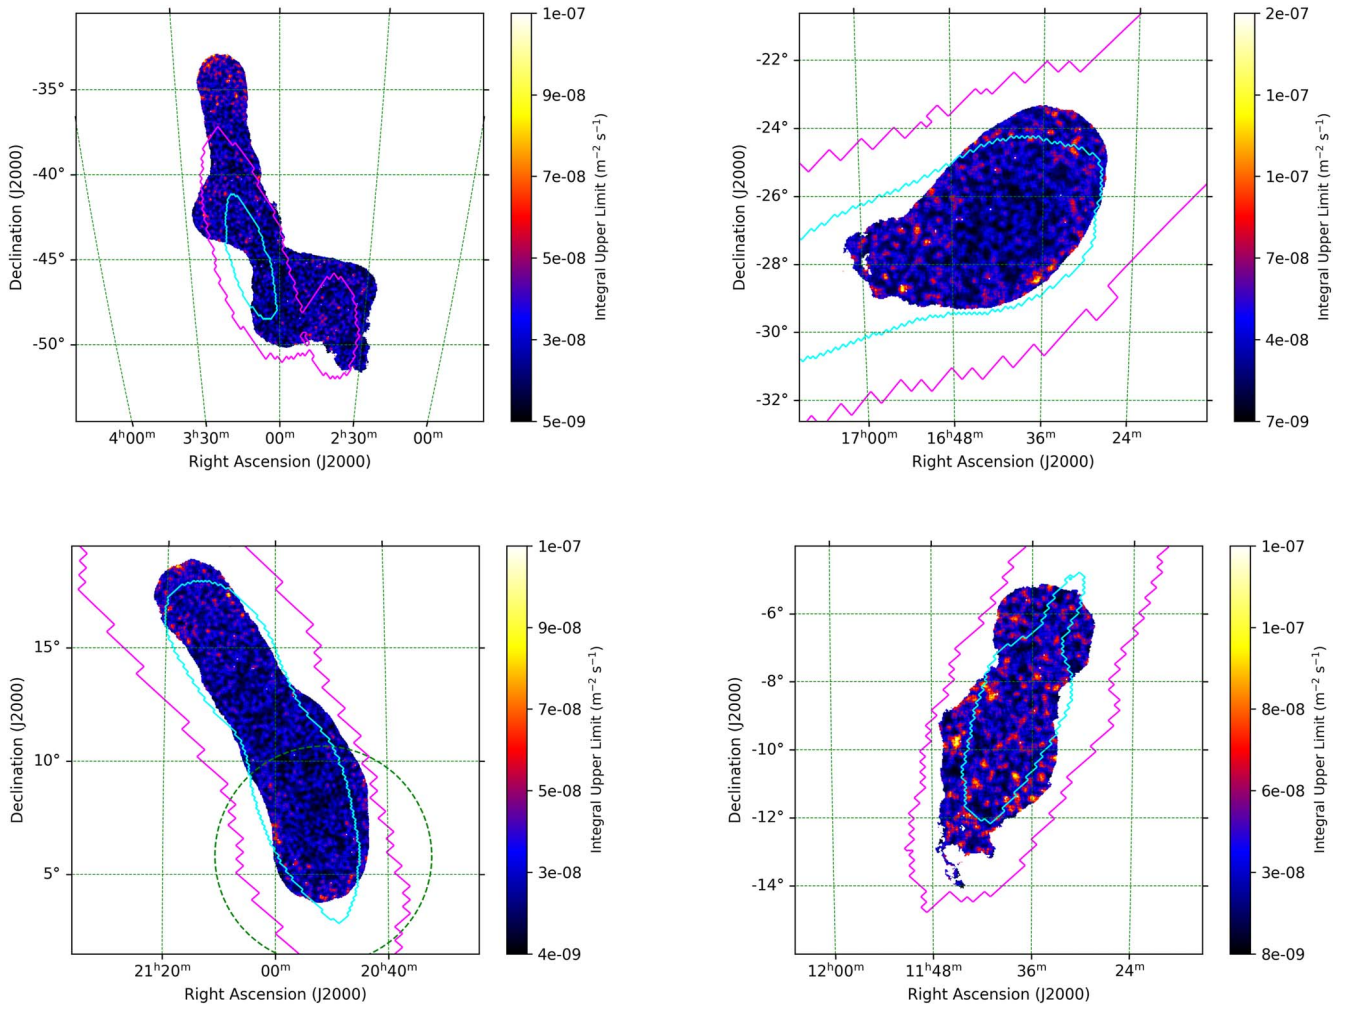 1e-07
9e-08
7e-08
5e-08
3e-08
5e-09
Integral Upper Limit (m⁻² s⁻¹)
-35°
-40°
-45°
-50°
Declination (J2000)
4ʰ00ᵐ 3ʰ30ᵐ 00ᵐ 2ʰ30ᵐ 00ᵐ
Right Ascension (J2000)
2e-07
1e-07
1e-07
7e-08
4e-08
7e-09
Integral Upper Limit (m⁻² s⁻¹)
-22°
-24°
-26°
-28°
-30°
-32°
Declination (J2000)
17ʰ00ᵐ 16ʰ48ᵐ 36ᵐ 24ᵐ
Right Ascension (J2000)
1e-07
9e-08
7e-08
5e-08
3e-08
4e-09
Integral Upper Limit (m⁻² s⁻¹)
15°
10°
5°
Declination (J2000)
21ʰ20ᵐ 00ᵐ 20ʰ40ᵐ
Right Ascension (J2000)
1e-07
1e-07
8e-08
6e-08
3e-08
8e-09
Integral Upper Limit (m⁻² s⁻¹)
-6°
-8°
-10°
-12°
-14°
Declination (J2000)
12ʰ00ᵐ 11ʰ48ᵐ 36ᵐ 24ᵐ
Right Ascension (J2000)